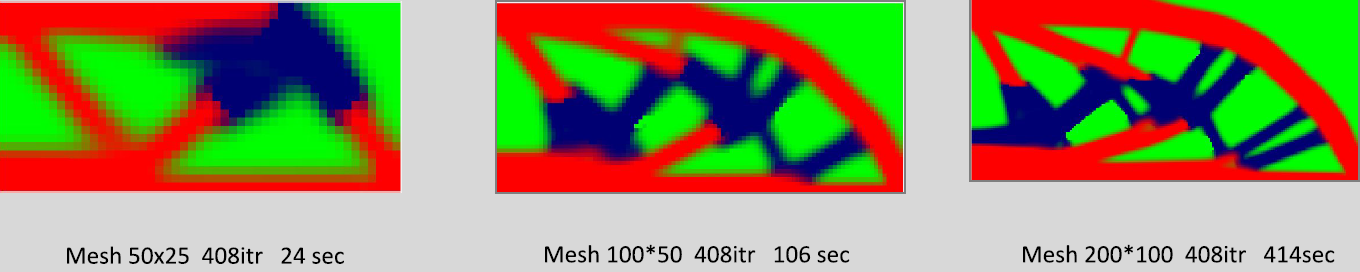 Mesh 50x25 408itr 24 sec
Mesh 100*50 408itr 106 sec
Mesh 200*100 408itr 414sec